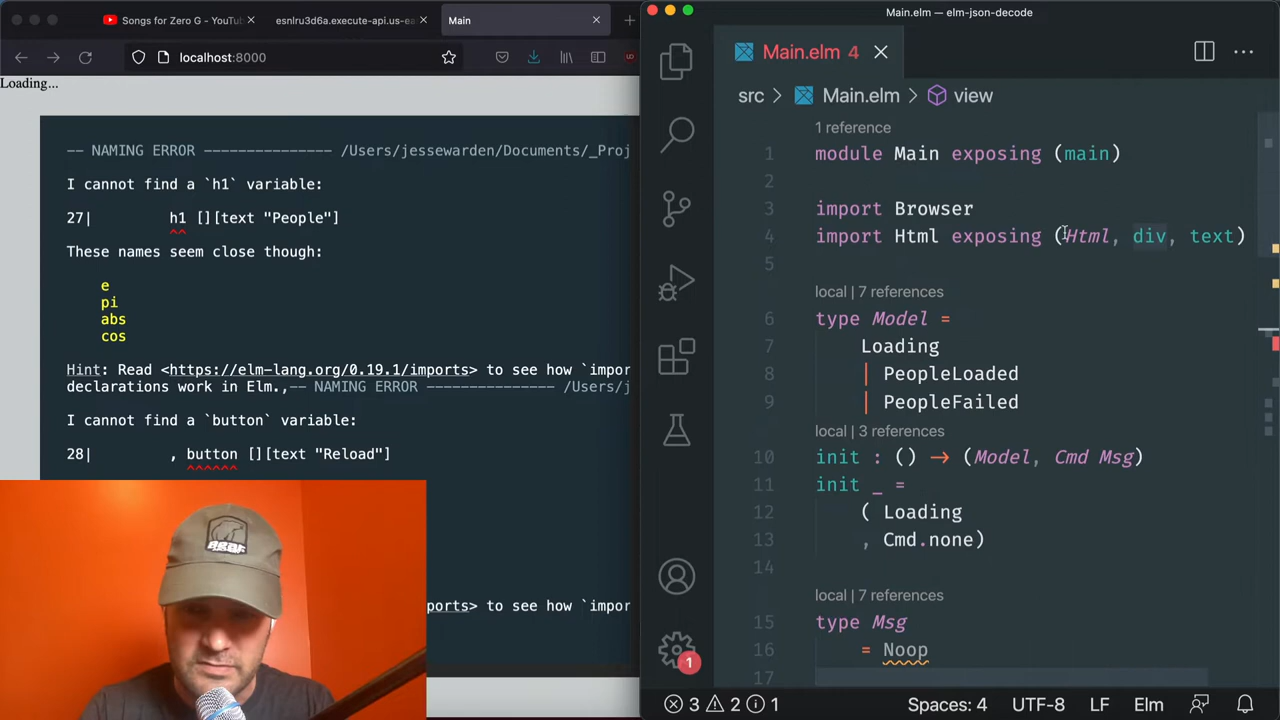 Songs for Zero G - YouTu
esnlru3d6a.execute-api.us-ea
Main
localhost:8000
Loading...
-- NAMING ERROR --------------- /Users/jessewarden/Documents/_Proj
I cannot find a `h1` variable:
27| h1 [][text "People"]
These names seem close though:
e
pi
abs
cos
Hint: Read <https://elm-lang.org/0.19.1/imports> to see how `impor
declarations work in Elm.,-- NAMING ERROR --------------- /Users/j
I cannot find a `button` variable:
28| , button [][text "Reload"]
mports> to see how `impor
Main.elm — elm-json-decode
Main.elm 4
src > Main.elm > view
1 reference
1 module Main exposing (main)
2
3 import Browser
4 import Html exposing (Html, div, text)
5
local | 7 references
6 type Model =
7 Loading
8 | PeopleLoaded
9 | PeopleFailed
local | 3 references
10 init : () → (Model, Cmd Msg)
11 init _ =
12 ( Loading
13 , Cmd.none)
14
local | 7 references
15 type Msg
16 = Noop
17
1
3 2 1 Spaces: 4 UTF-8 LF Elm